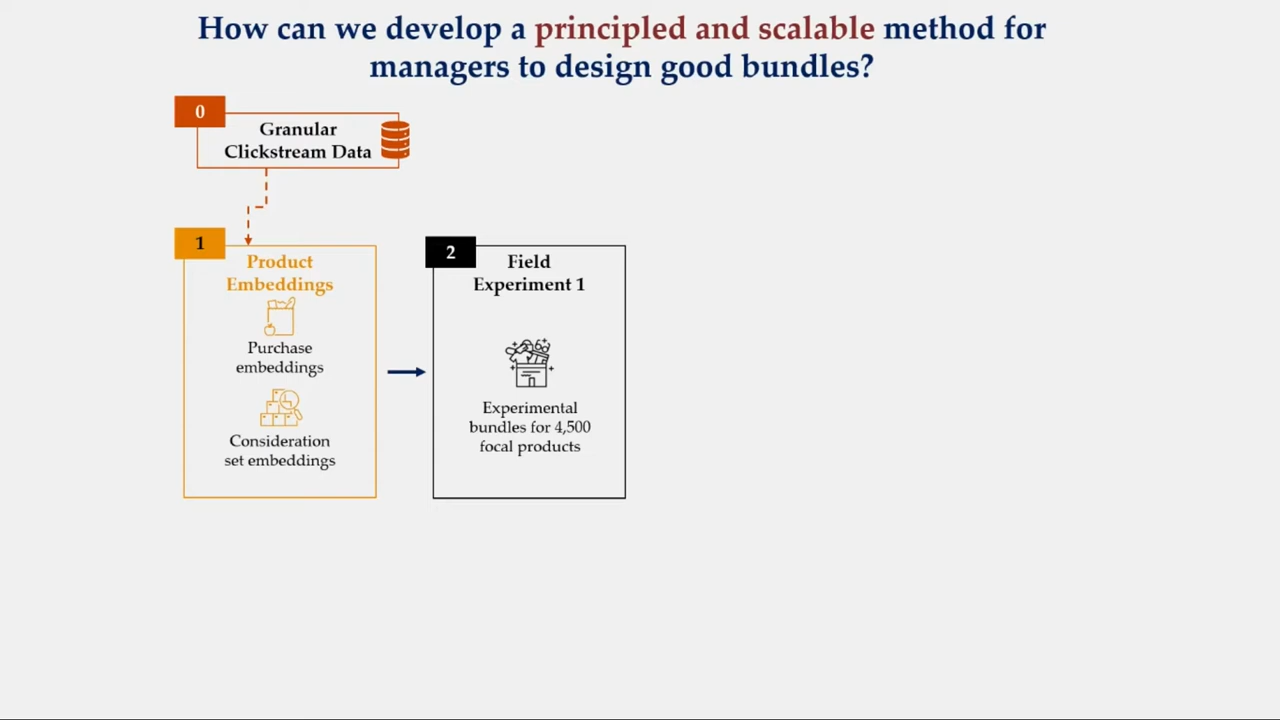 How can we develop a principled and scalable method for
managers to design good bundles?
0
Granular
Clickstream Data
1
Product
Embeddings
Purchase
embeddings
Consideration
set embeddings
2
Field
Experiment 1
Experimental
bundles for 4,500
focal products